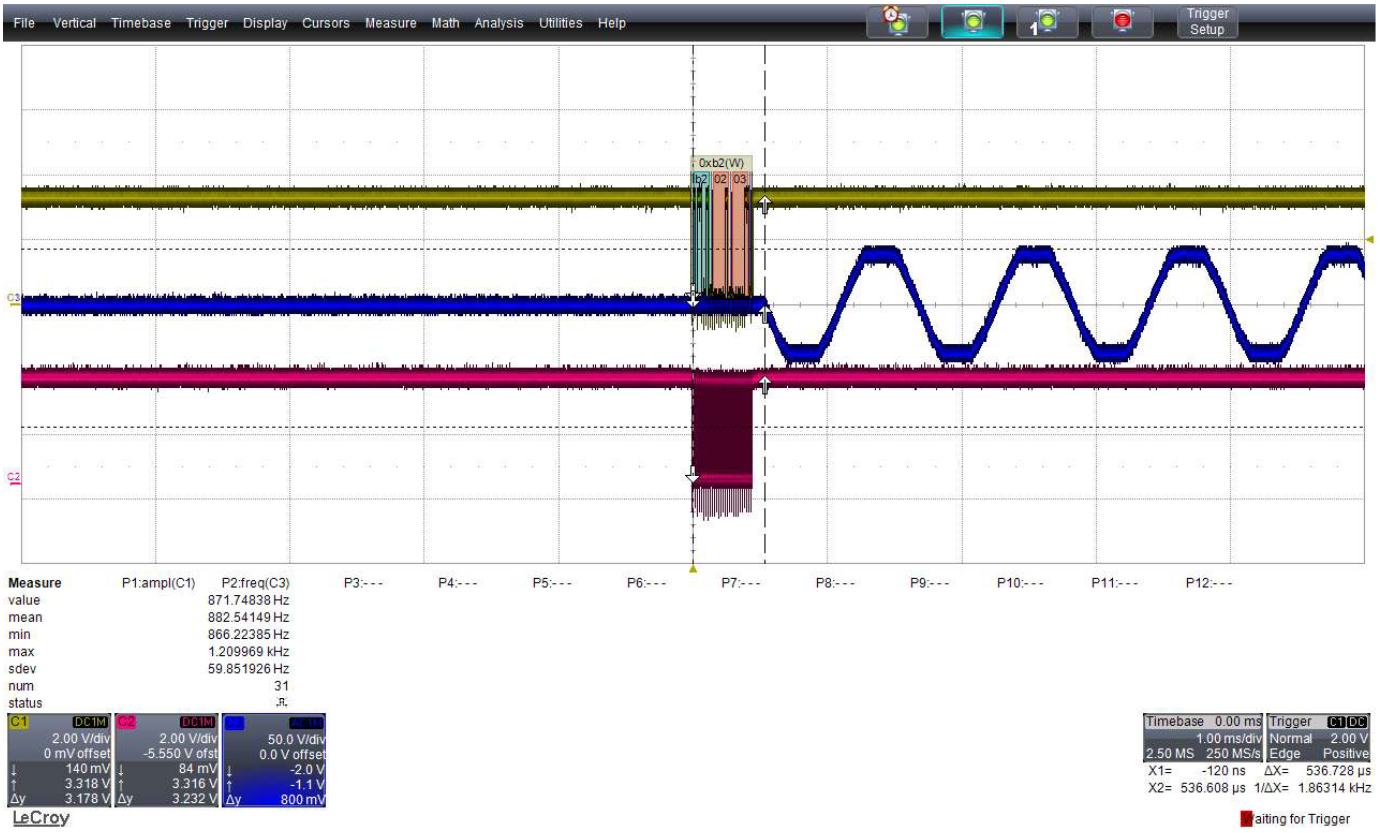 File Vertical Timebase Trigger Display Cursors Measure Math Analysis Utilities Help
1
Trigger
Setup
0xb2(W)
b2 02 03
C3
C2
Measure P1:ampl(C1) P2:freq(C3) P3:--- P4:--- P5:--- P6:--- P7:--- P8:--- P9:--- P10:--- P11:--- P12:---
value 871.74838 Hz
mean 882.54149 Hz
min 866.22385 Hz
max 1.209969 kHz
sdev 59.851926 Hz
num 31
status
C1 DC1M C2 DC1M
2.00 V/div 2.00 V/div 50.0 V/div
0 mV offset -5.550 V ofst 0.0 V offset
↓ 140 mV ↓ 84 mV ↓ -2.0 V
↑ 3.318 V ↑ 3.316 V ↑ -1.1 V
Δy 3.178 V Δy 3.232 V Δy 800 mV
Timebase 0.00 ms Trigger C1 DC
1.00 ms/div Normal 2.00 V
2.50 MS 250 MS/s Edge Positive
X1= -120 ns ΔX= 536.728 µs
X2= 536.608 µs 1/ΔX= 1.86314 kHz
LeCroy
aiting for Trigger